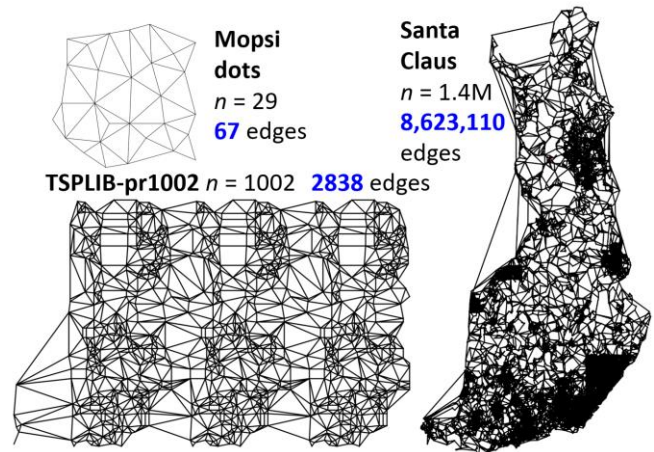 Mopsi
dots
n = 29
67 edges
Santa
Claus
n = 1.4M
8,623,110
edges
TSPLIB-pr1002 n = 1002 2838 edges